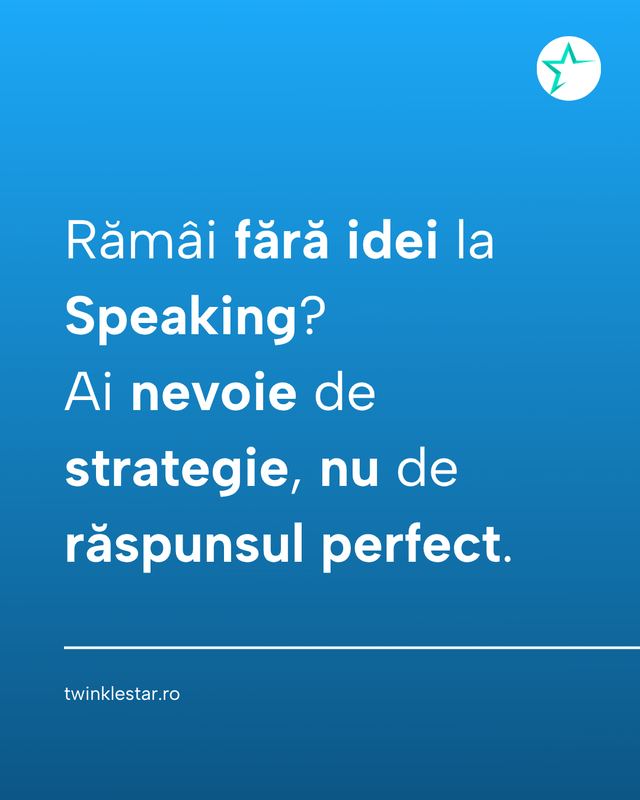 Rămâi fără idei la
Speaking?
Ai nevoie de
strategie, nu de
răspunsul perfect.
twinklestar.ro